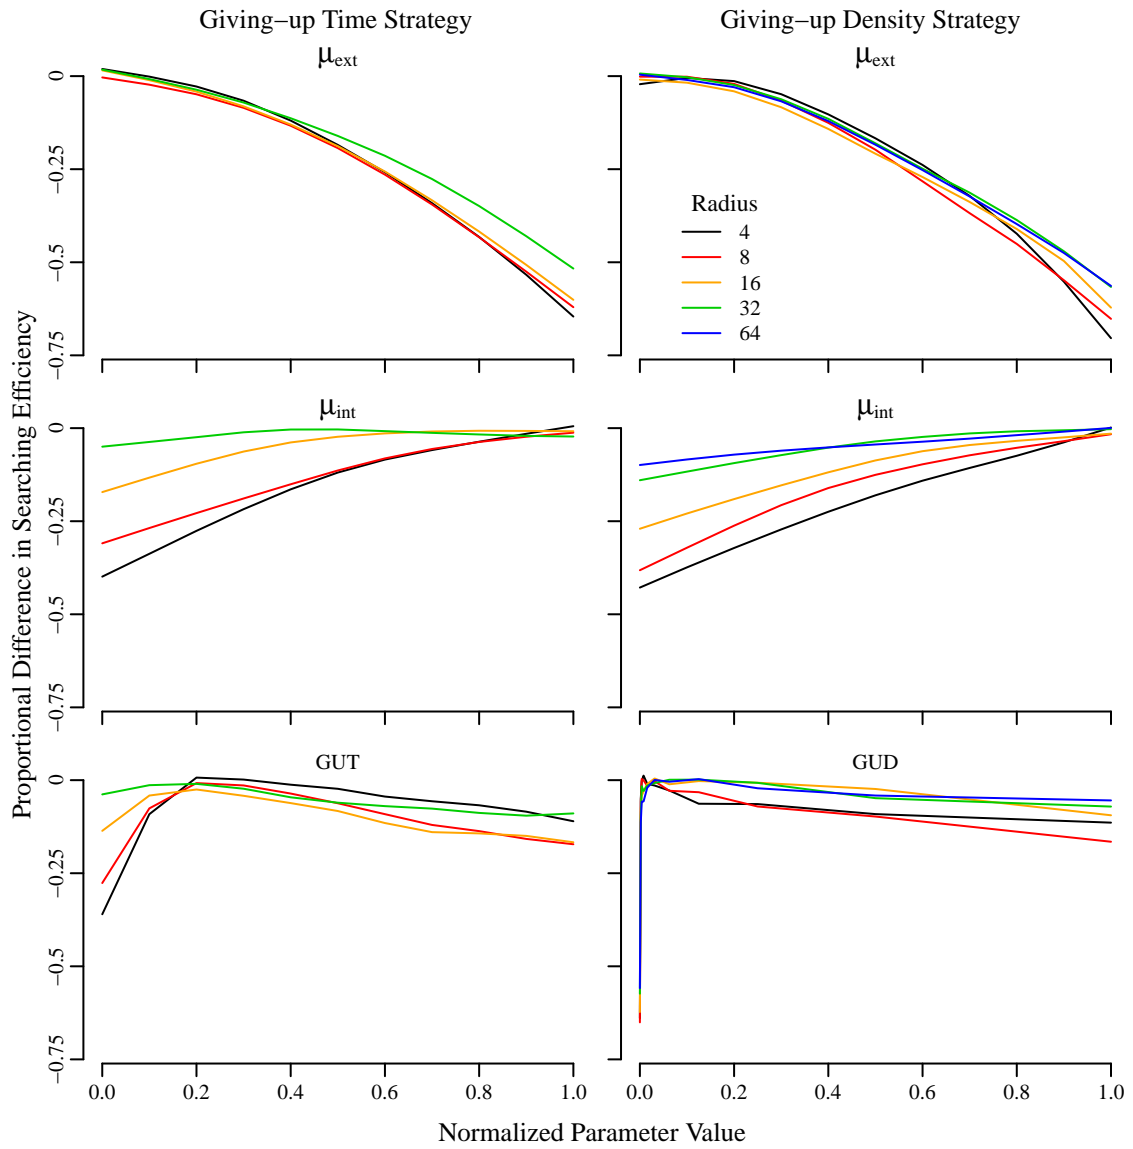 Giving−up Time Strategy
Giving−up Density Strategy
μext
μext
0
−0.25
−0.5
−0.75
Radius
4
8
16
32
64
μint
μint
0
−0.25
−0.5
−0.75
GUT
GUD
0
−0.25
−0.5
−0.75
0.0 0.2 0.4 0.6 0.8 1.0
0.0 0.2 0.4 0.6 0.8 1.0
Proportional Difference in Searching Efficiency
Normalized Parameter Value